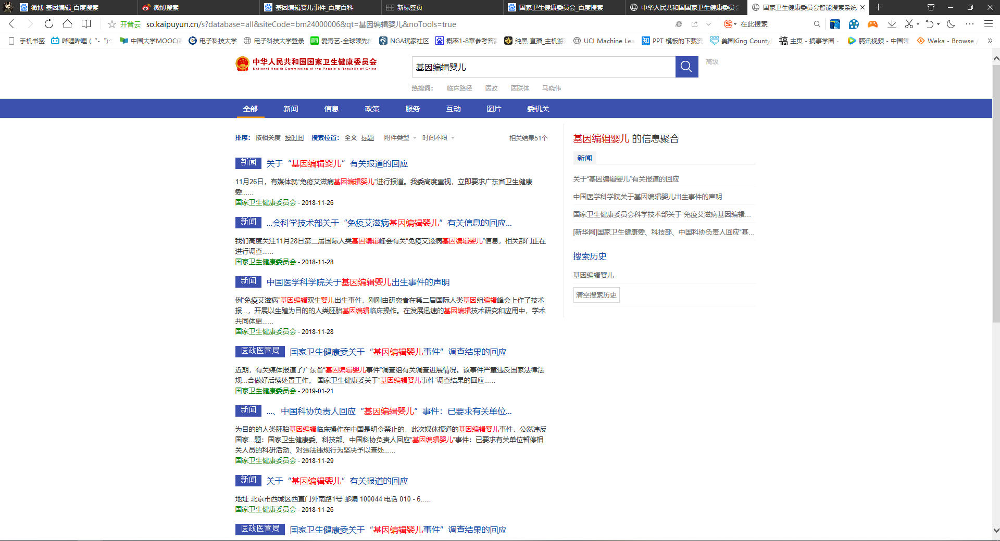 微博 基因编辑_百度搜索
微博搜索
基因编辑婴儿事件_百度百科
新标签页
国家卫生健康委员会_百度搜索
中华人民共和国国家卫生健康委员会
国家卫生健康委员会智能搜索系统
开普云 so.kaipuyun.cn/s?database=all&siteCode=bm24000006&qt=基因编辑婴儿&noTools=true
在此搜索
手机书签
哔哩哔哩 ( ゜- ゜)つ
中国大学MOOC(
电子科技大学
电子科技大学登录
爱奇艺-全球领先的
NGA玩家社区
概率1-8章参考答案
纯黑 直播_主机游
UCI Machine Lea
知 PPT 模板的下载资
美国King County
搞 主页 - 搞事学园 -
腾讯视频 - 中国领
Weka - Browse
中华人民共和国国家卫生健康委员会
National Health Commission of the People's Republic of China
基因编辑婴儿
高级
热搜词： 临床路径 医改 医联体 马晓伟
全部 新闻 信息 政策 服务 互动 图片 委机关
排序： 按相关度 按时间 搜索位置： 全文 标题 附件类型 时间不限 相关结果51个
新闻 关于“基因编辑婴儿”有关报道的回应
11月26日，有媒体就“免疫艾滋病基因编辑婴儿”进行报道。我委高度重视，立即要求广东省卫生健康
委......
国家卫生健康委员会 - 2018-11-26
新闻 ...会科学技术部关于“免疫艾滋病基因编辑婴儿”有关信息的回应...
我们高度关注11月28日第二届国际人类基因编辑峰会有关“免疫艾滋病基因编辑婴儿”信息，相关部门正在
进行调查......
国家卫生健康委员会 - 2018-11-28
新闻 中国医学科学院关于基因编辑婴儿出生事件的声明
例“免疫艾滋病”基因编辑双生婴儿出生事件，刚刚由研究者在第二届国际人类基因组编辑峰会上作了技术
报...，开展以生殖为目的的人类胚胎基因编辑临床操作。在发展迅速的基因编辑技术研究和应用中，学术
共同体更......
国家卫生健康委员会 - 2018-11-28
医政医管局 国家卫生健康委关于“基因编辑婴儿事件”调查结果的回应
近期，有关媒体报道了广东省“基因编辑婴儿事件”调查组有关调查进展情况。该事件严重违反国家法律法
规...合做好后续处置工作。 国家卫生健康委关于“基因编辑婴儿事件”调查结果的回应......
国家卫生健康委员会 - 2019-01-21
新闻 ...、中国科协负责人回应“基因编辑婴儿”事件：已要求有关单位...
为目的的人类胚胎基因编辑临床操作在中国是明令禁止的，此次媒体报道的基因编辑婴儿事件，公然违反
国家...题：国家卫生健康委、科技部、中国科协负责人回应“基因编辑婴儿”事件：已要求有关单位暂停相
关人员的科研活动、对违法违规行为坚决予以查处......
国家卫生健康委员会 - 2018-11-29
新闻 关于“基因编辑婴儿”有关报道的回应
地址 北京市西城区西直门外南路1号 邮编 100044 电话 010 - 6......
国家卫生健康委员会 - 2018-11-26
医政医管局 国家卫生健康委关于“基因编辑婴儿事件”调查结果的回应
基因编辑婴儿 的信息聚合
新闻
关于“基因编辑婴儿”有关报道的回应
中国医学科学院关于基因编辑婴儿出生事件的声明
国家卫生健康委员会科学技术部关于“免疫艾滋病基因编辑...
[新华网]国家卫生健康委、科技部、中国科协负责人回应“基...
搜索历史
基因编辑婴儿
清空搜索历史